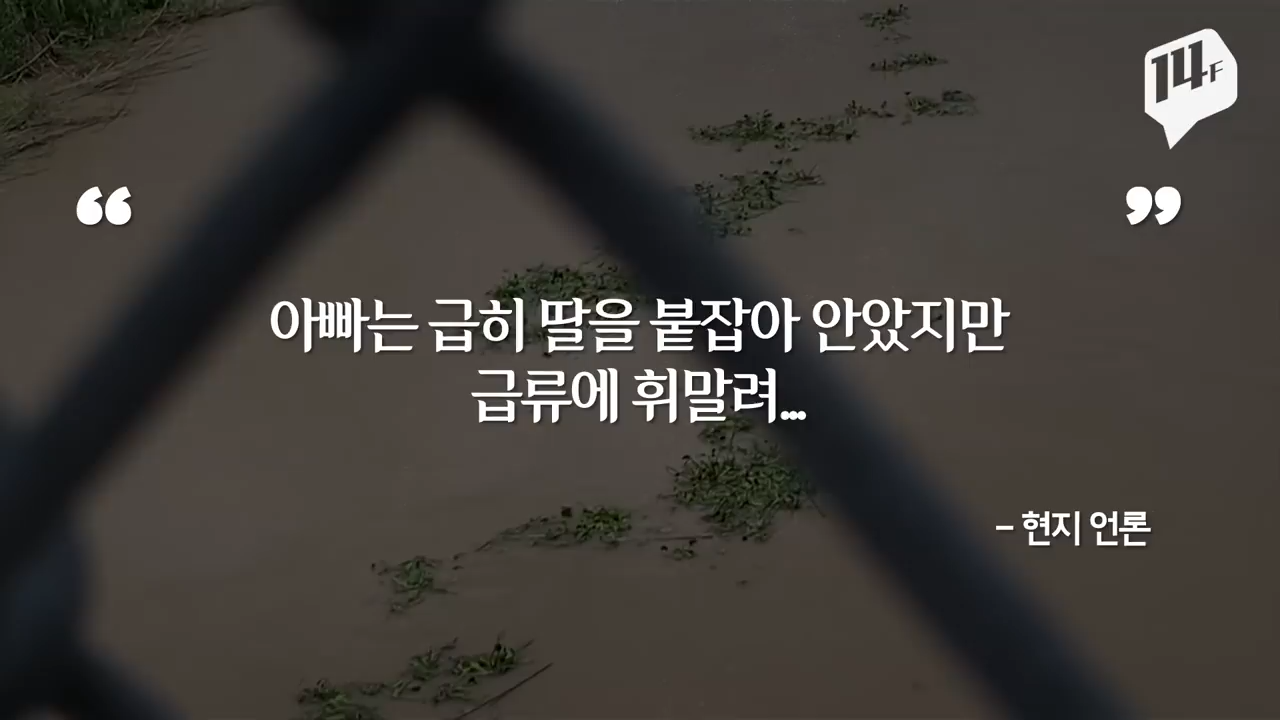 14F
“ ”
아빠는 급히 딸을 붙잡아 안았지만
급류에 휘말려...
– 현지 언론